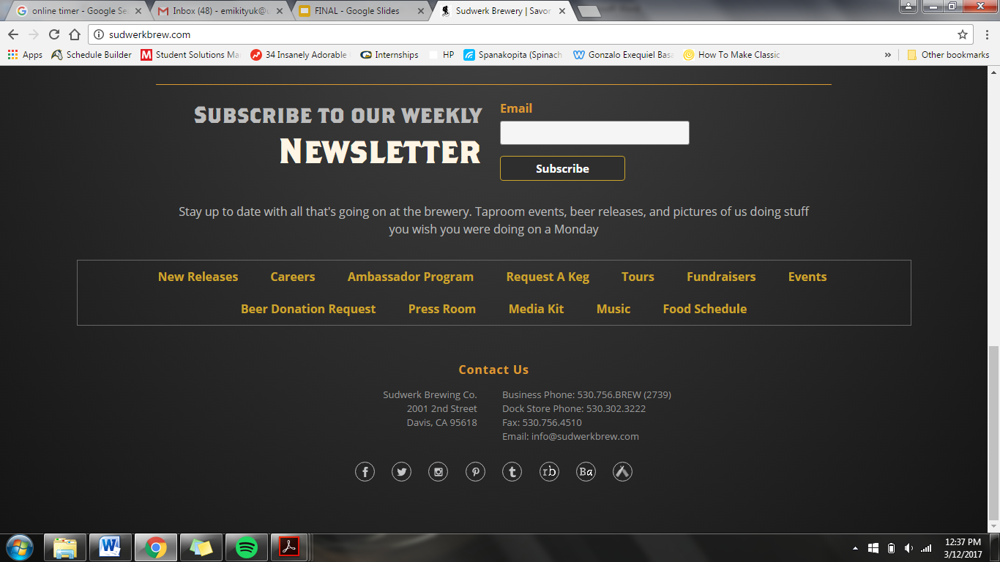 online timer - Google Se
Inbox (48) - emikityuk@u
FINAL - Google Slides
Sudwerk Brewery | Savor
sudwerkbrew.com
Apps
Schedule Builder
Student Solutions Ma
34 Insanely Adorable
Internships
HP
Spanakopita (Spinach
Gonzalo Exequiel Basa
How To Make Classic
»
Other bookmarks
Subscribe to our weekly
Newsletter
Email
Subscribe
Stay up to date with all that's going on at the brewery. Taproom events, beer releases, and pictures of us doing stuff
you wish you were doing on a Monday
New Releases Careers Ambassador Program Request A Keg Tours Fundraisers Events
Beer Donation Request Press Room Media Kit Music Food Schedule
Contact Us
Sudwerk Brewing Co.
2001 2nd Street
Davis, CA 95618
Business Phone: 530.756.BREW (2739)
Dock Store Phone: 530.302.3222
Fax: 530.756.4510
Email: info@sudwerkbrew.com
rb
Ba
12:37 PM
3/12/2017